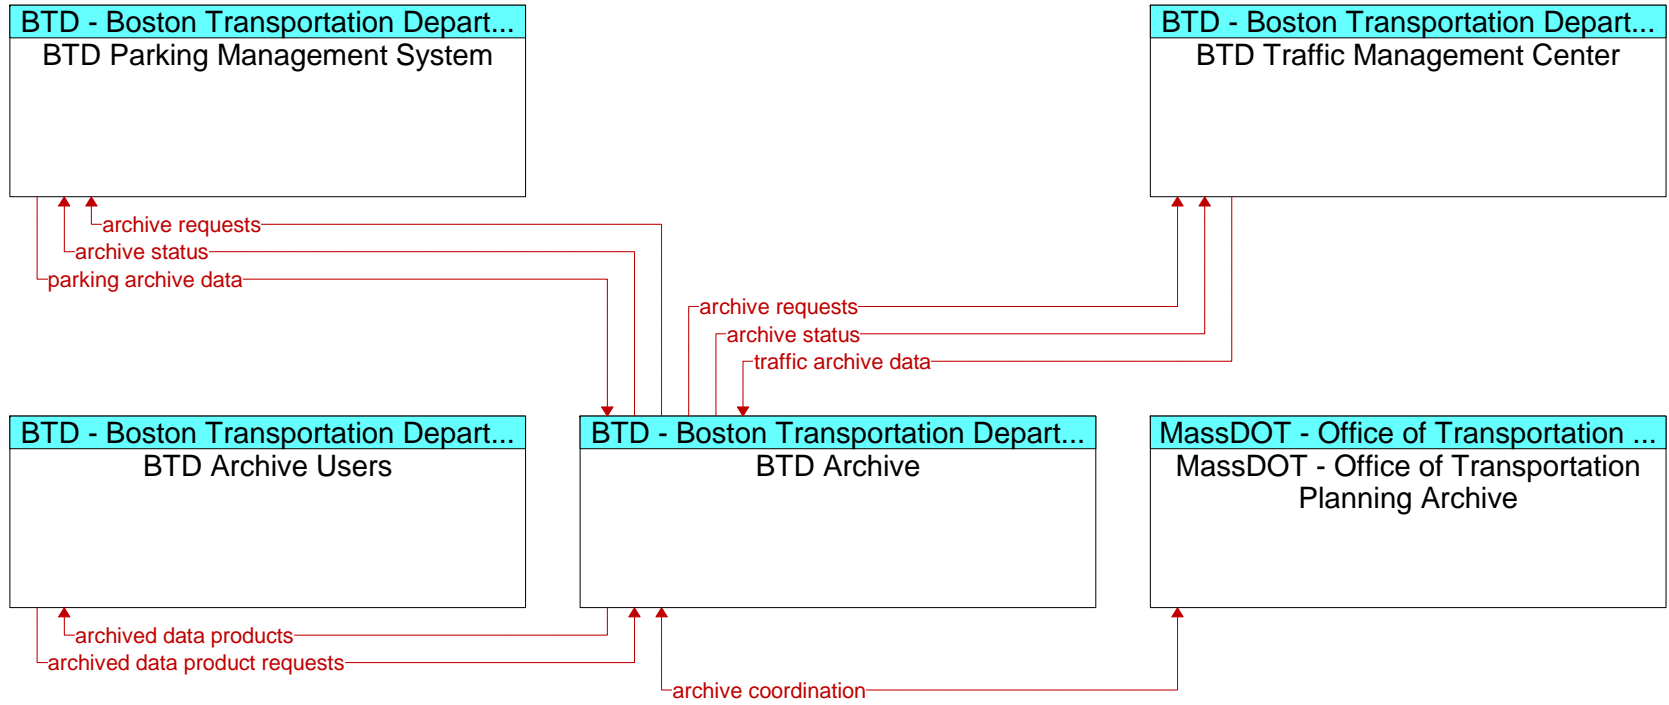 BTD - Boston Transportation Depart...
BTD Parking Management System
BTD - Boston Transportation Depart...
BTD Traffic Management Center
archive requests
archive status
parking archive data
archive requests
archive status
traffic archive data
BTD - Boston Transportation Depart...
BTD Archive Users
BTD - Boston Transportation Depart...
BTD Archive
MassDOT - Office of Transportation ...
MassDOT - Office of Transportation
Planning Archive
archived data products
archived data product requests
archive coordination